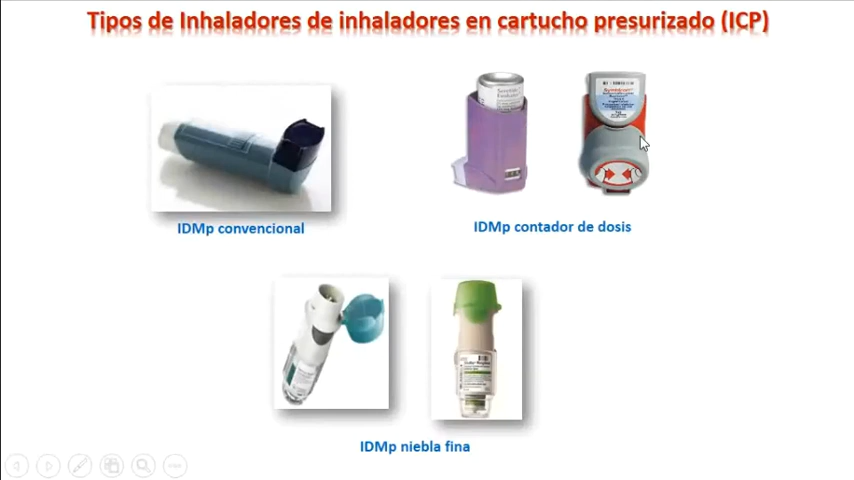 Tipos de Inhaladores de inhaladores en cartucho presurizado (ICP)
IDMp convencional
IDMp contador de dosis
IDMp niebla fina